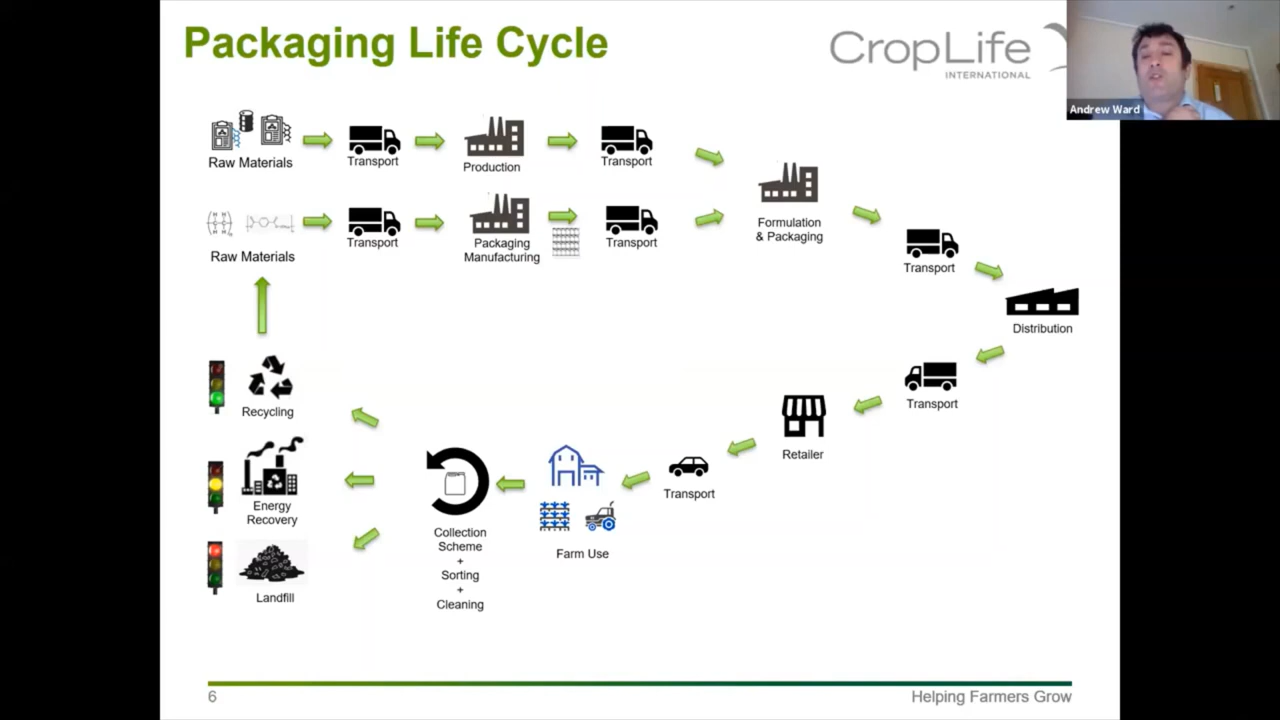 Packaging Life Cycle
CropLife
INTERNATIONAL
Andrew Ward
Raw Materials
Transport
Production
Transport
Formulation
& Packaging
Raw Materials
Transport
Packaging
Manufacturing
Transport
Transport
Distribution
Transport
Retailer
Transport
Farm Use
Collection
Scheme
+
Sorting
+
Cleaning
Recycling
Energy
Recovery
Landfill
6
Helping Farmers Grow